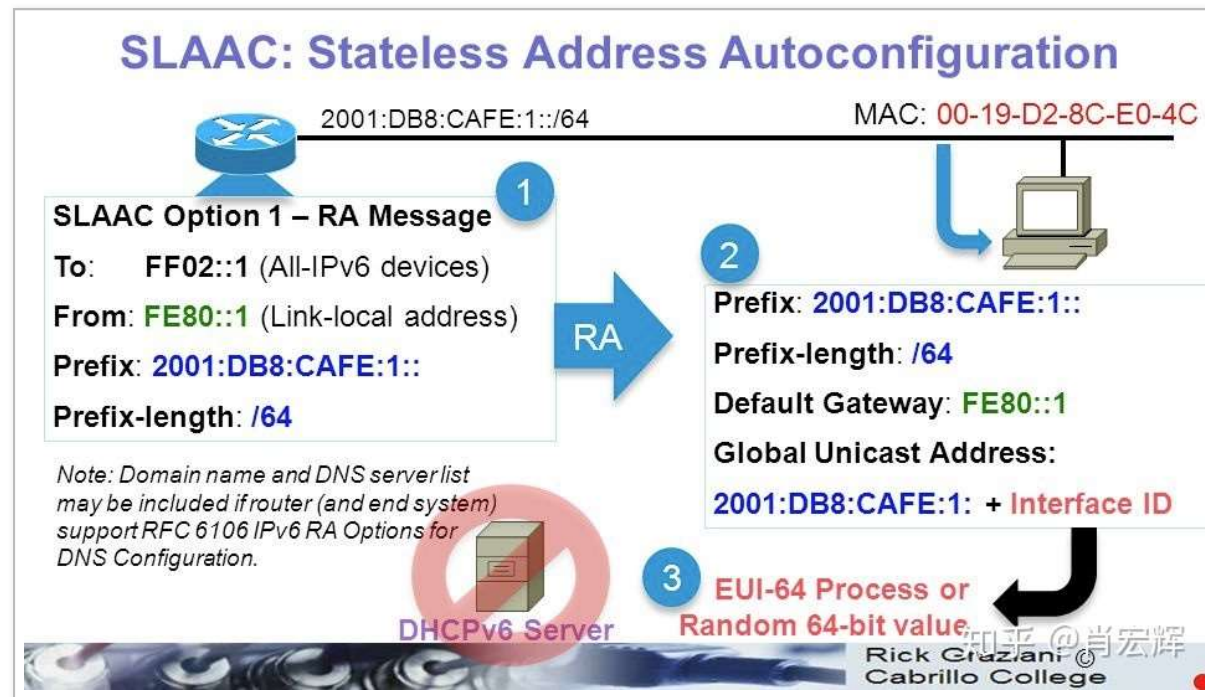 SLAAC: Stateless Address Autoconfiguration
2001:DB8:CAFE:1::/64
MAC: 00-19-D2-8C-E0-4C
1
SLAAC Option 1 – RA Message
To: FF02::1 (All-IPv6 devices)
From: FE80::1 (Link-local address)
Prefix: 2001:DB8:CAFE:1::
Prefix-length: /64
RA
2
Prefix: 2001:DB8:CAFE:1::
Prefix-length: /64
Default Gateway: FE80::1
Global Unicast Address:
2001:DB8:CAFE:1: + Interface ID
Note: Domain name and DNS server list
may be included if router (and end system)
support RFC 6106 IPv6 RA Options for
DNS Configuration.
DHCPv6 Server
3
EUI-64 Process or
Random 64-bit value
知乎 @肖宏辉
Rick Graziani ©
Cabrillo College